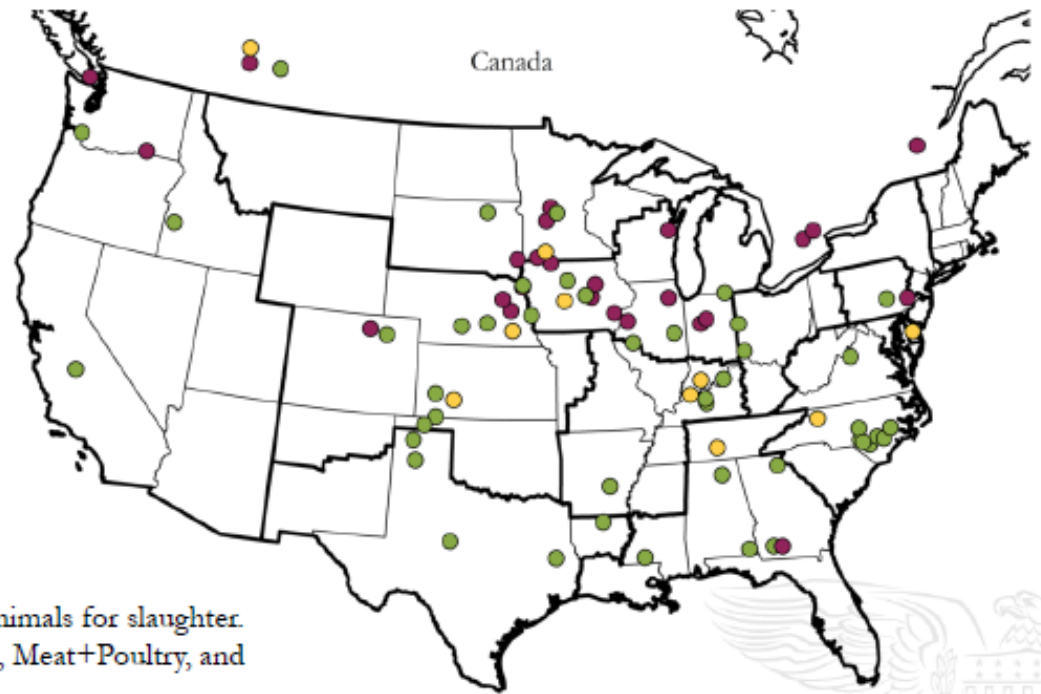 Canada
nimals for slaughter.
, Meat+Poultry, and